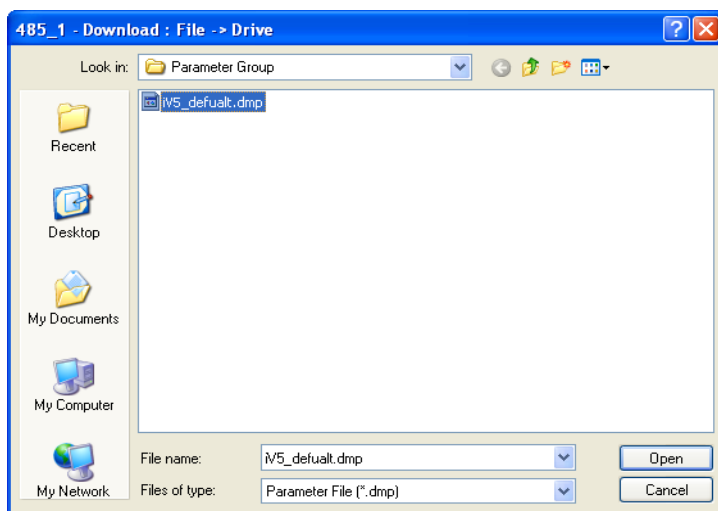 485_1 - Download : File -> Drive
Look in: Parameter Group
iV5_defualt.dmp
Recent
Desktop
My Documents
My Computer
My Network
File name: iV5_defualt.dmp Open
Files of type: Parameter File (*.dmp) Cancel